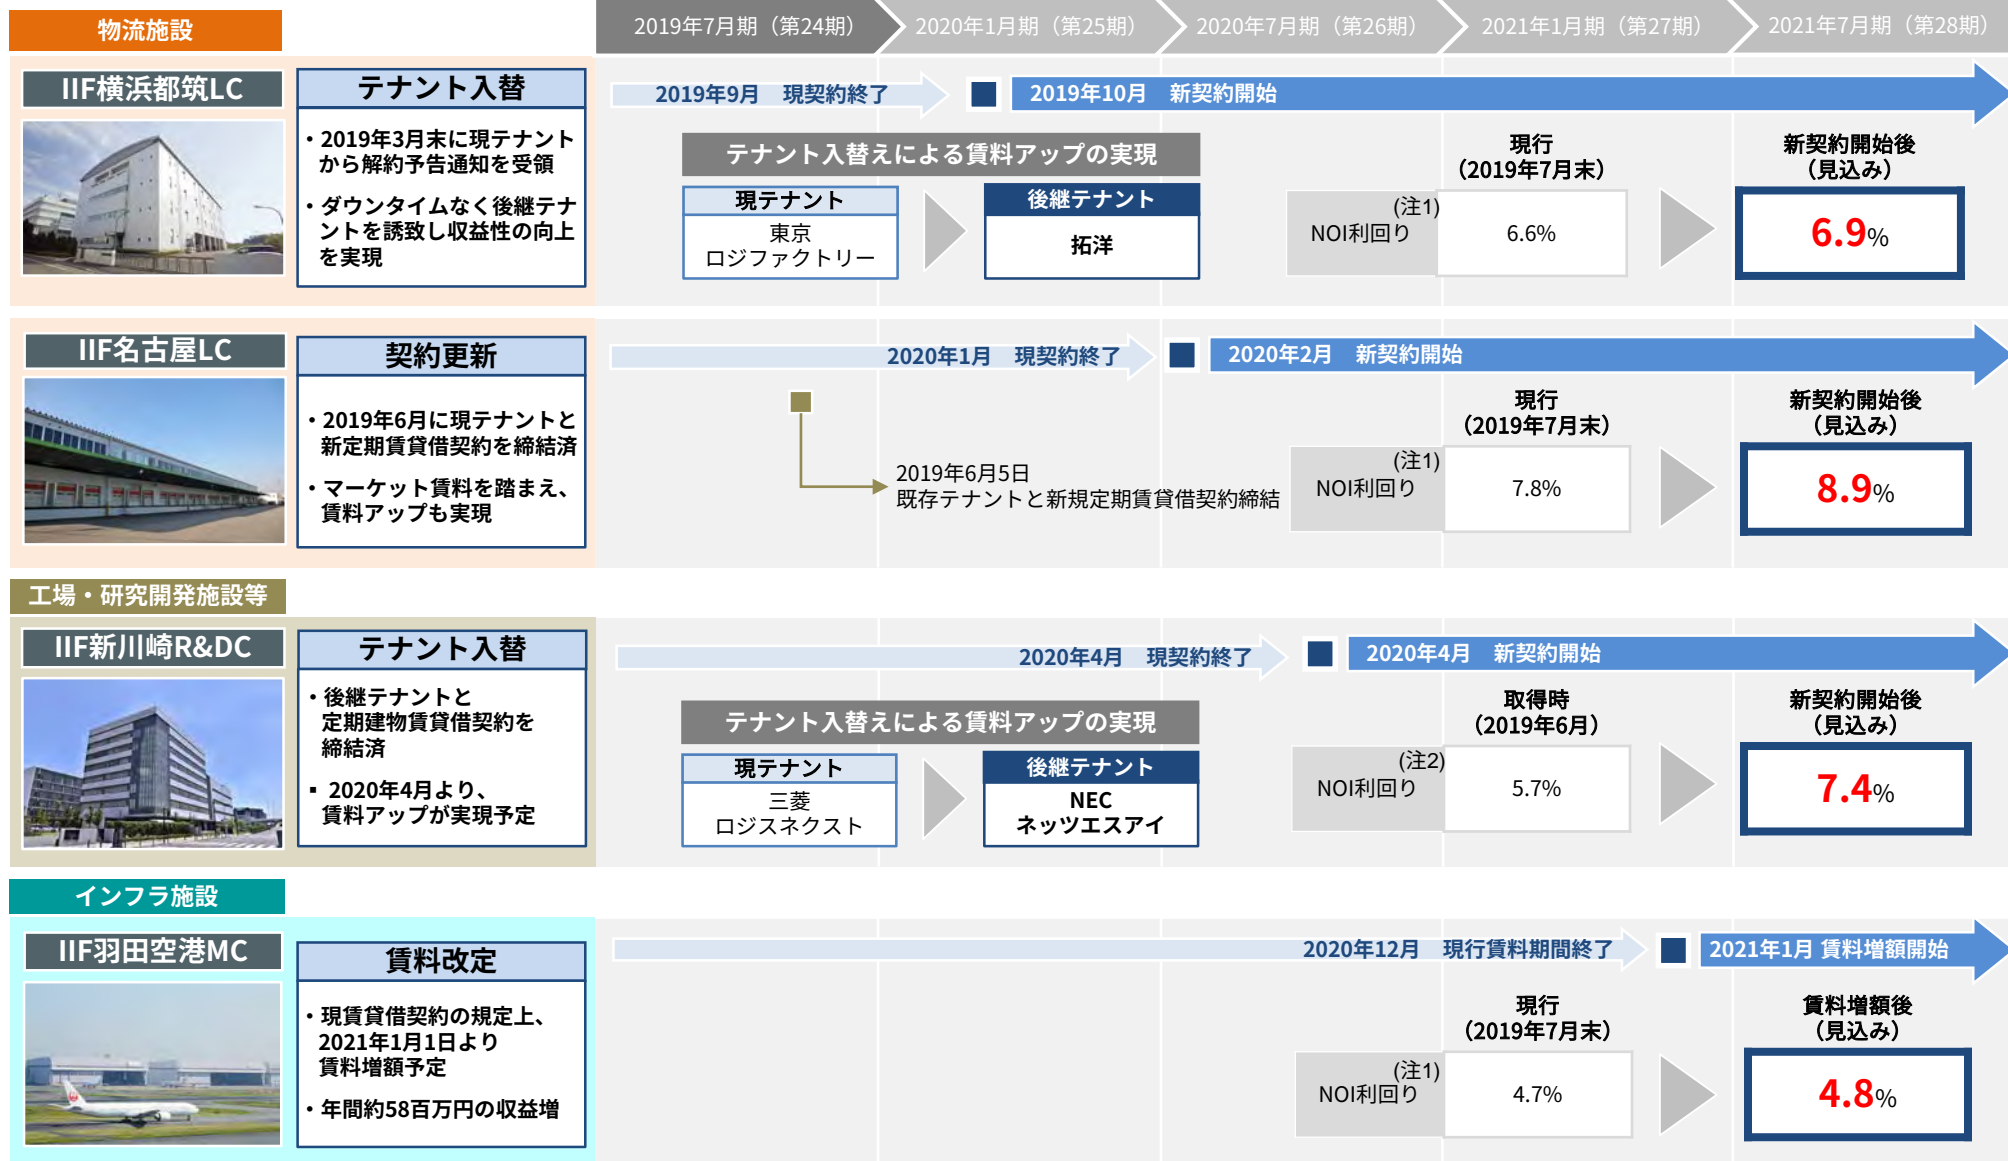 物流施設
2019年7月期（第24期）
2020年1月期（第25期）
2020年7月期（第26期）
2021年1月期（第27期）
2021年7月期（第28期）
IIF横浜都筑LC
テナント入替
・2019年3月末に現テナント
から解約予告通知を受領
・ダウンタイムなく後継テナ
ントを誘致し収益性の向上
を実現
2019年9月　現契約終了
2019年10月　新契約開始
テナント入替えによる賃料アップの実現
現テナント
東京
ロジファクトリー
後継テナント
拓洋
現行
（2019年7月末）
新契約開始後
（見込み）
(注1)
NOI利回り
6.6%
6.9%
IIF名古屋LC
契約更新
・2019年6月に現テナントと
新定期賃貸借契約を締結済
・マーケット賃料を踏まえ、
賃料アップも実現
2020年1月　現契約終了
2020年2月　新契約開始
2019年6月5日
既存テナントと新規定期賃貸借契約締結
現行
（2019年7月末）
新契約開始後
（見込み）
(注1)
NOI利回り
7.8%
8.9%
工場・研究開発施設等
IIF新川崎R&DC
テナント入替
・後継テナントと
定期建物賃貸借契約を
締結済
▪ 2020年4月より、
賃料アップが実現予定
2020年4月　現契約終了
2020年4月　新契約開始
テナント入替えによる賃料アップの実現
現テナント
三菱
ロジスネクスト
後継テナント
NEC
ネッツエスアイ
取得時
（2019年6月）
新契約開始後
（見込み）
(注2)
NOI利回り
5.7%
7.4%
インフラ施設
IIF羽田空港MC
賃料改定
・現賃貸借契約の規定上、
2021年1月1日より
賃料増額予定
・年間約58百万円の収益増
2020年12月　現行賃料期間終了
2021年1月 賃料増額開始
現行
（2019年7月末）
賃料増額後
（見込み）
(注1)
NOI利回り
4.7%
4.8%